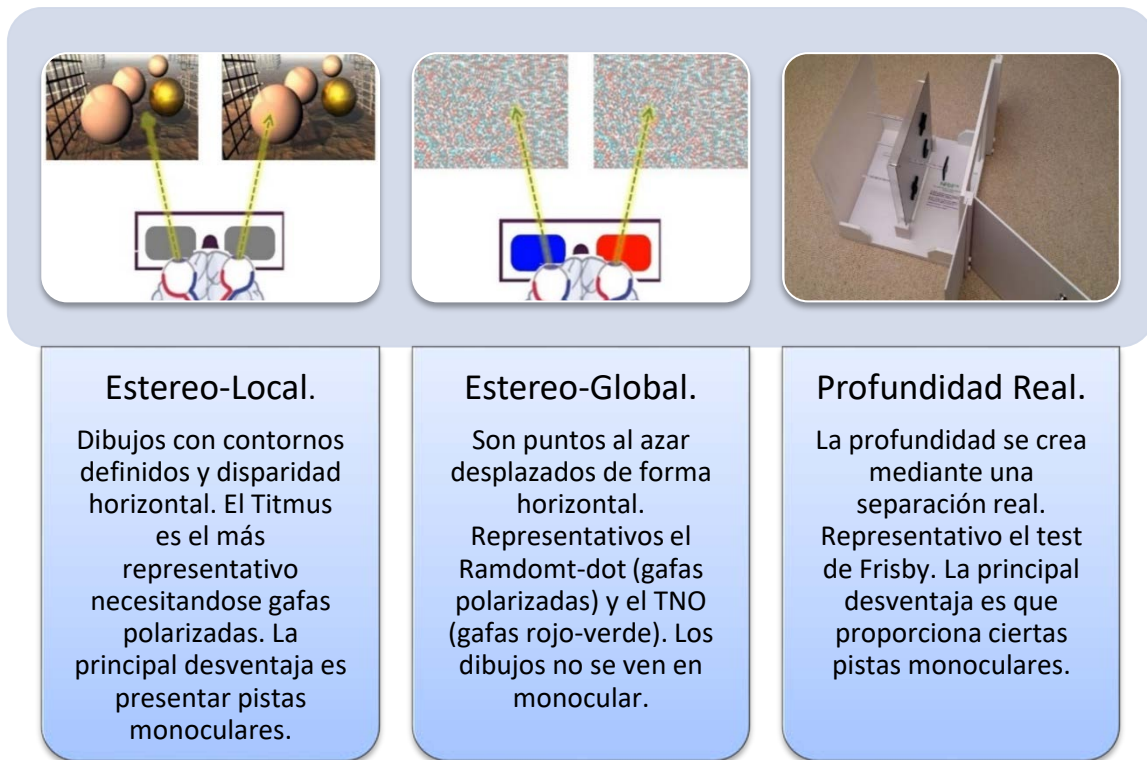 Estereo-Local.
Dibujos con contornos
definidos y disparidad
horizontal. El Titmus
es el más
representativo
necesitandose gafas
polarizadas. La
principal desventaja es
presentar pistas
monoculares.
Estereo-Global.
Son puntos al azar
desplazados de forma
horizontal.
Representativos el
Ramdomt-dot (gafas
polarizadas) y el TNO
(gafas rojo-verde). Los
dibujos no se ven en
monocular.
Profundidad Real.
La profundidad se crea
mediante una
separación real.
Representativo el test
de Frisby. La principal
desventaja es que
proporciona ciertas
pistas monoculares.